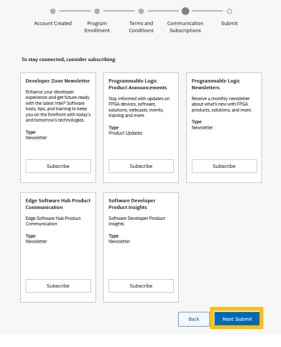 Account Created
Program
Enrollment
Terms and
Conditions
Communication
Subscriptions
Submit
To stay connected, consider subscribing
Developer Zone Newsletter
Enhance your developer
experience and get future-ready
with the latest Intel® Software
tools, tips, and training to keep
you on the forefront with today's
and tomorrow's technologies.
Type
Newsletter
Subscribe
Programmable Logic
Product Announcements
Stay informed with updates on
FPGA devices, software,
solutions, webcasts, events,
training and more.
Type
Product Updates
Subscribe
Programmable Logic
Newsletters
Receive a monthly newsletter
about what's new with FPGA
products, solutions, and more.
Type
Newsletter
Subscribe
Edge Software Hub Product
Communication
Edge Software Hub Product
Communication
Type
Newsletter
Subscribe
Software Developer
Product Insights
Software Developer Product
Insights
Type
Newsletter
Subscribe
Back
Next: Submit